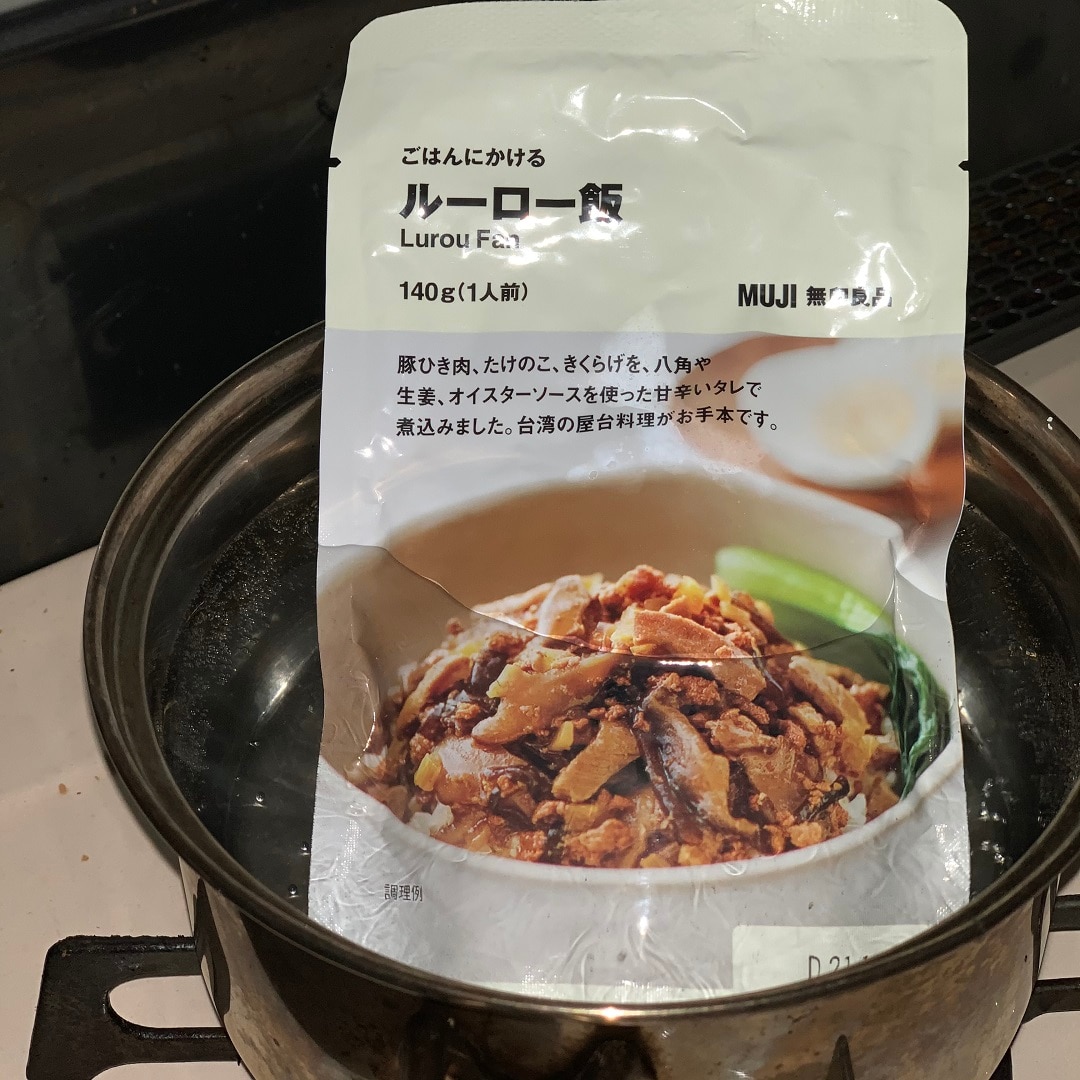 ごはんにかける
ルーロー飯
Lurou Fan
140g(1人前)
MUJI 無印良品
豚ひき肉、たけのこ、きくらげを、八角や
生姜、オイスターソースを使った甘辛いタレで
煮込みました。台湾の屋台料理がお手本です。
調理例